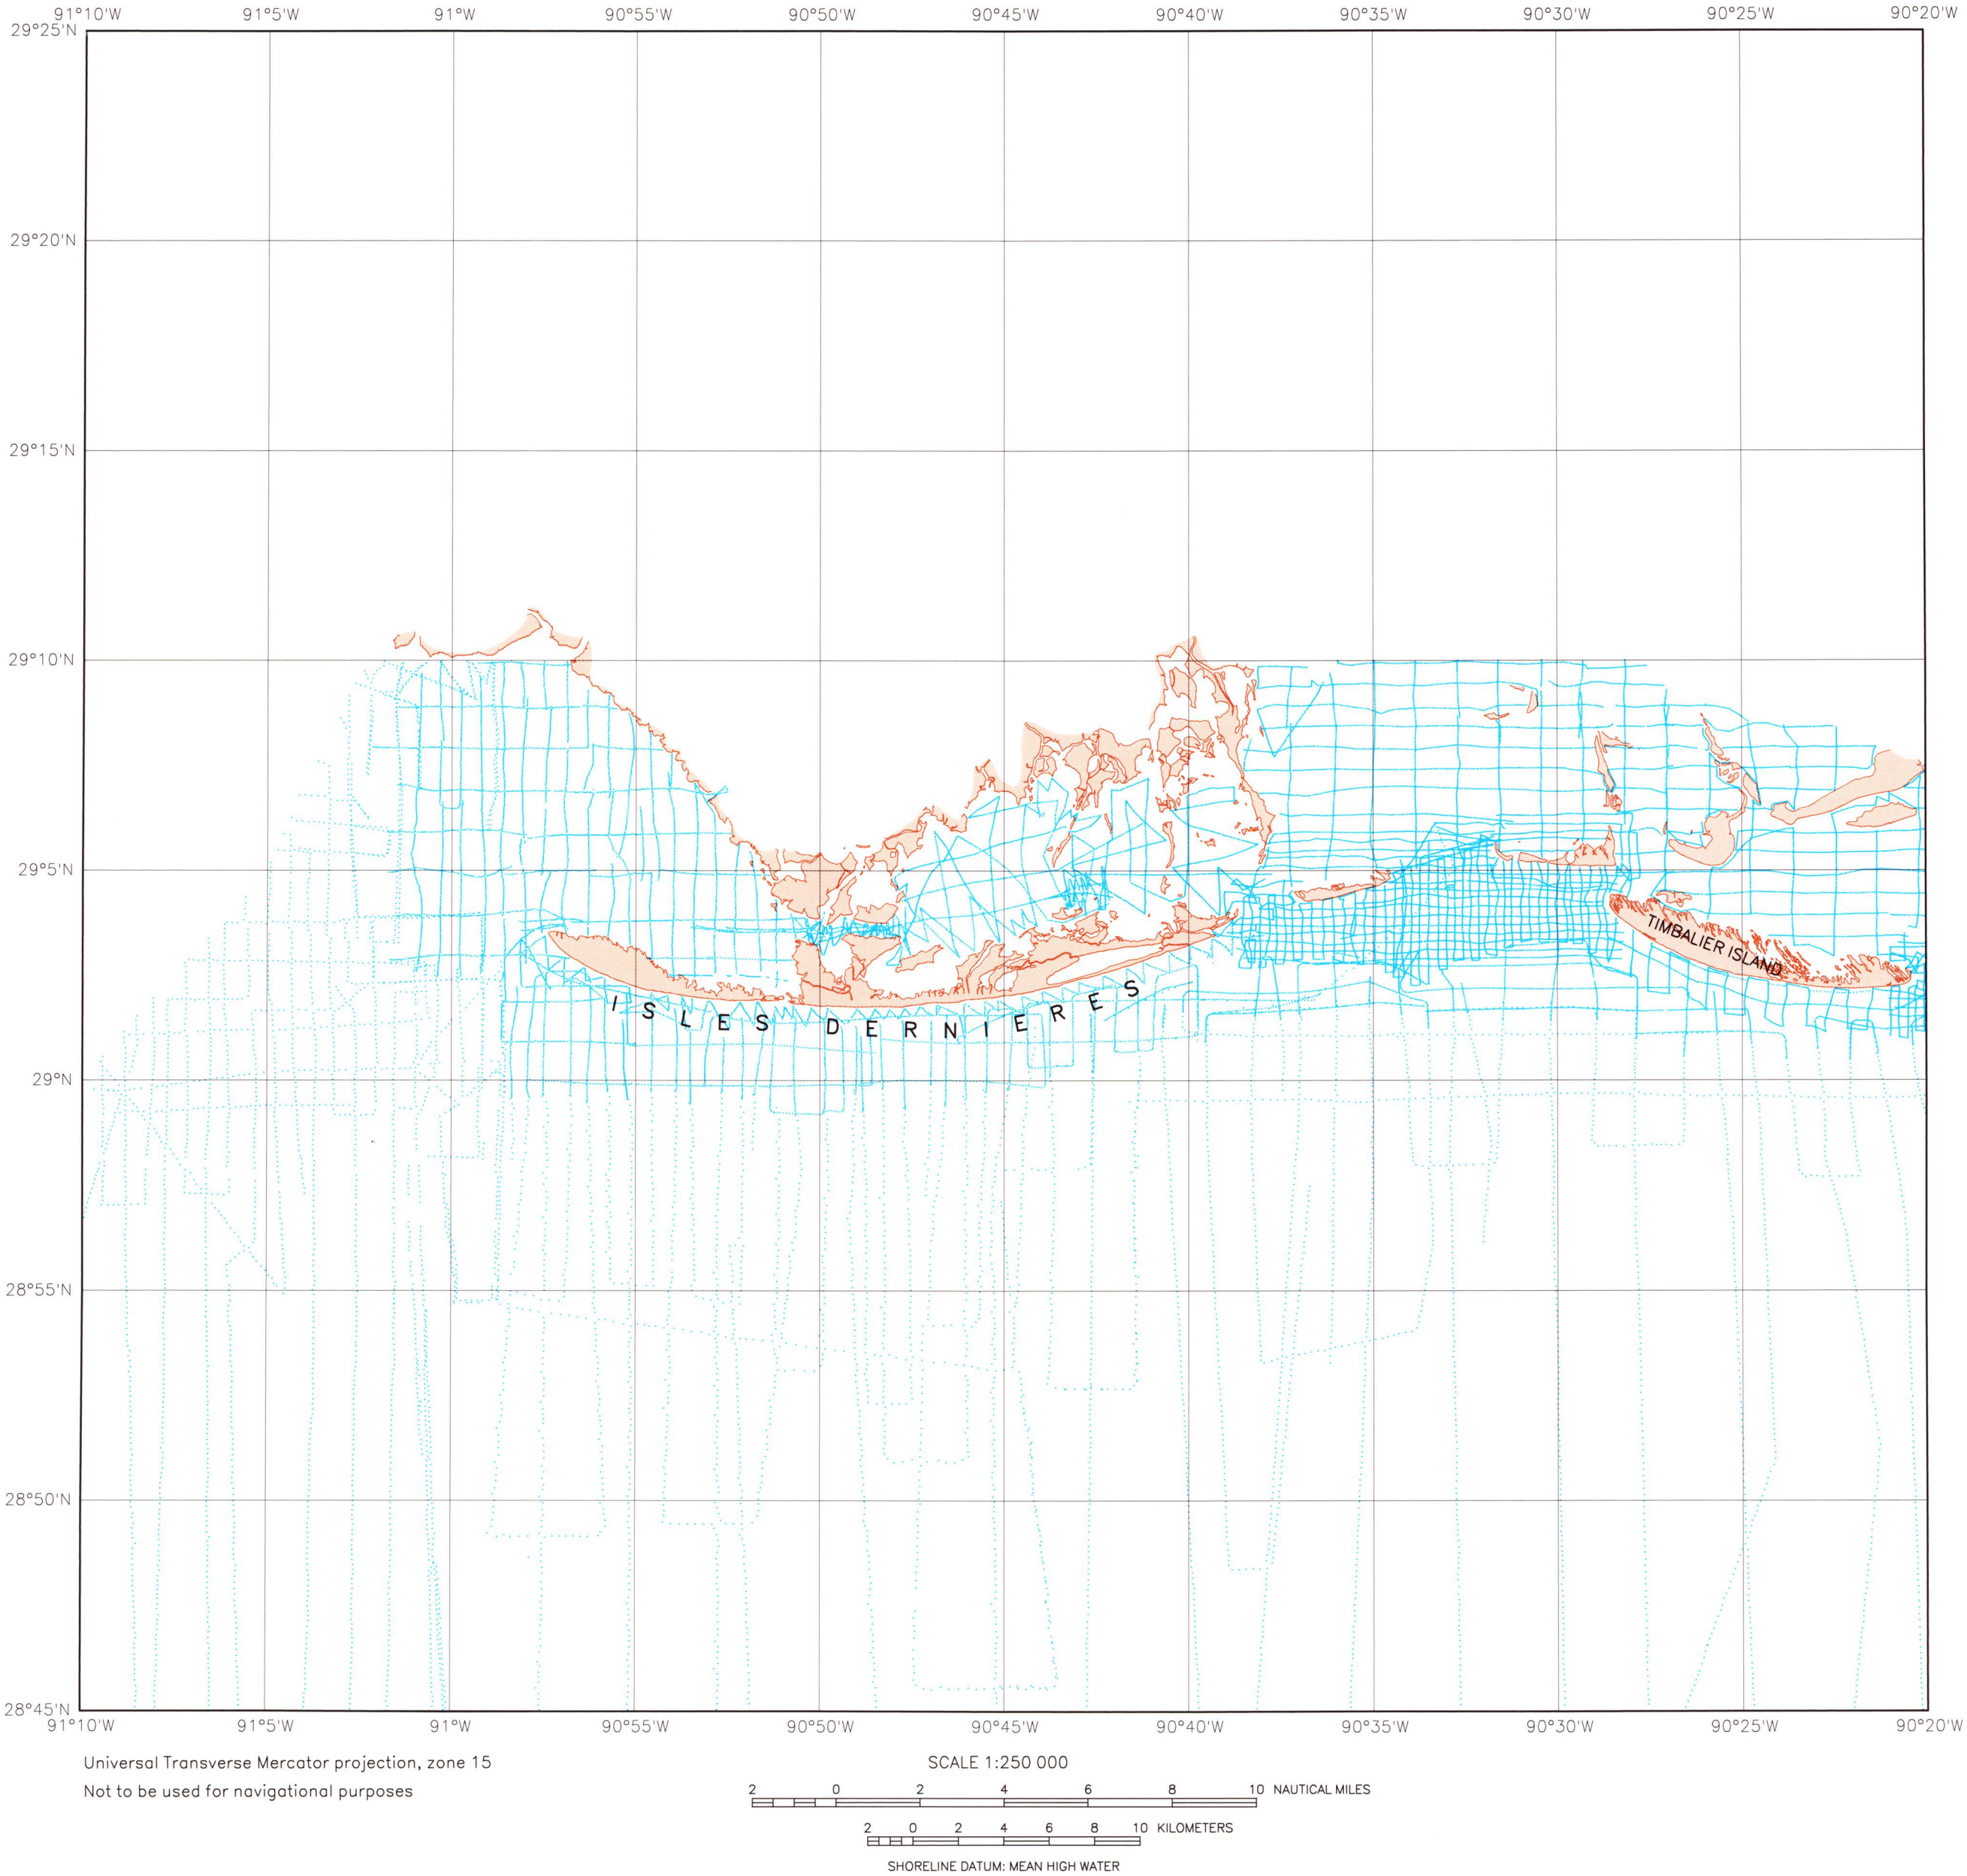 91°10'W 91°5'W 91°W 90°55'W 90°50'W 90°45'W 90°40'W 90°35'W 90°30'W 90°25'W 90°20'W
29°25'N
29°20'N
29°15'N
29°10'N
29°5'N
TIMBALIER ISLAND
ISLES DERNIERES
29°N
28°55'N
28°50'N
28°45'N
91°10'W 91°5'W 91°W 90°55'W 90°50'W 90°45'W 90°40'W 90°35'W 90°30'W 90°25'W 90°20'W
Universal Transverse Mercator projection, zone 15
Not to be used for navigational purposes
SCALE 1:250 000
2 0 2 4 6 8 10 NAUTICAL MILES
2 0 2 4 6 8 10 KILOMETERS
SHORELINE DATUM: MEAN HIGH WATER